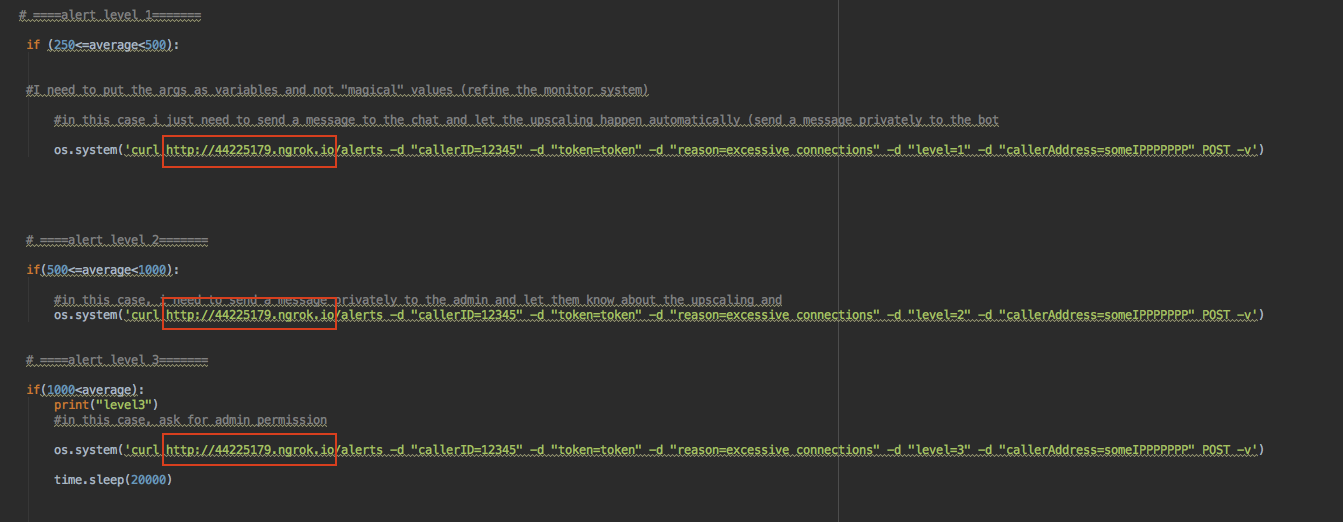 # ====alert level 1=======
if (250<=average<500):
#I need to put the args as variables and not "magical" values (refine the monitor system)
#in this case i just need to send a message to the chat and let the upscaling happen automatically (send a message privately to the bot
os.system('curl http://44225179.ngrok.io/alerts -d "callerID=12345" -d "token=token" -d "reason=excessive connections" -d "level=1" -d "callerAddress=someIPPPPPPP" POST -v')
# ====alert level 2=======
if(500<=average<1000):
#in this case, i need to send a message privately to the admin and let them know about the upscaling and
os.system('curl http://44225179.ngrok.io/alerts -d "callerID=12345" -d "token=token" -d "reason=excessive connections" -d "level=2" -d "callerAddress=someIPPPPPPP" POST -v')
# ====alert level 3=======
if(1000<average):
print("level3")
#in this case, ask for admin permission
os.system('curl http://44225179.ngrok.io/alerts -d "callerID=12345" -d "token=token" -d "reason=excessive connections" -d "level=3" -d "callerAddress=someIPPPPPPP" POST -v')
time.sleep(20000)